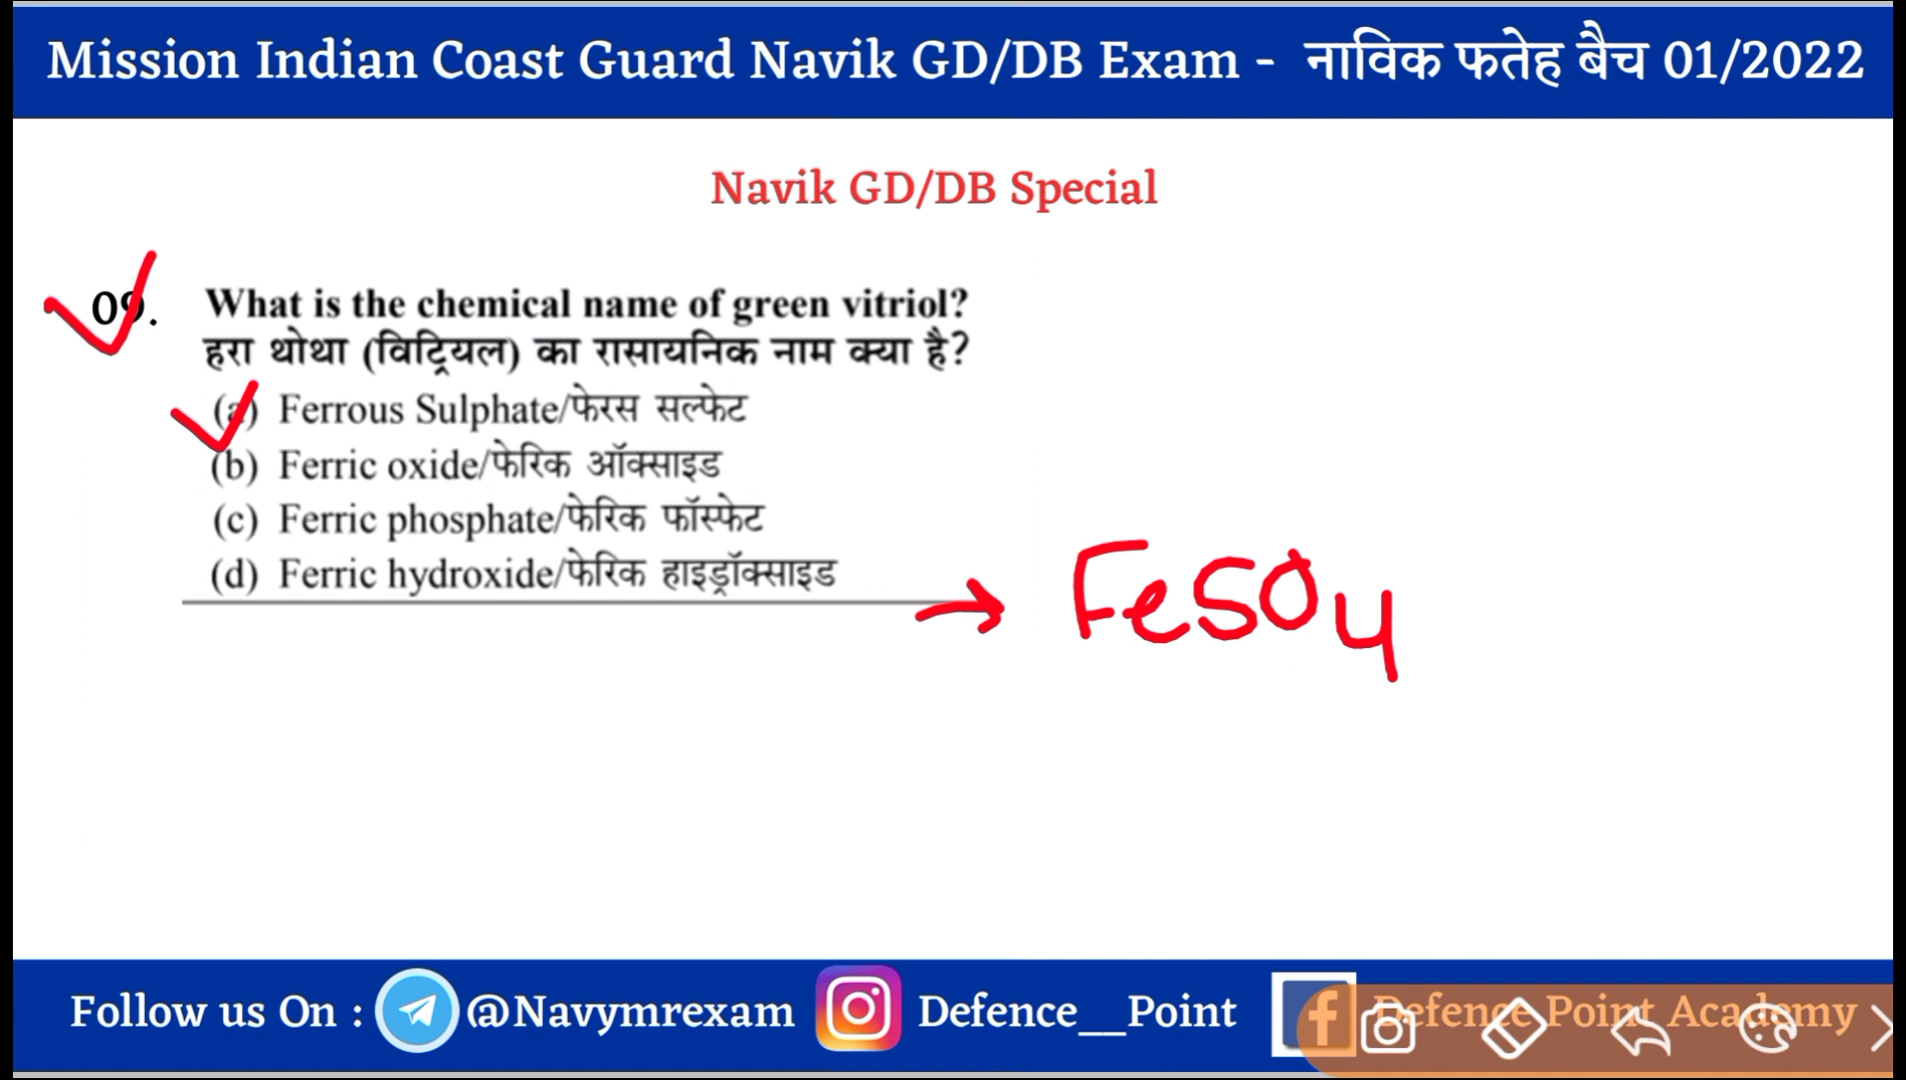 Mission Indian Coast Guard Navik GD/DB Exam - नाविक फतेह बैच 01/2022
Navik GD/DB Special
09. What is the chemical name of green vitriol?
हरा थोथा (विट्रियल) का रासायनिक नाम क्या है?
(a) Ferrous Sulphate/फेरस सल्फेट
(b) Ferric oxide/फेरिक ऑक्साइड
(c) Ferric phosphate/फेरिक फॉस्फेट
(d) Ferric hydroxide/फेरिक हाइड्रॉक्साइड
→ FeSO4
Follow us On : @Navymrexam Defence__Point Defence Point Academy